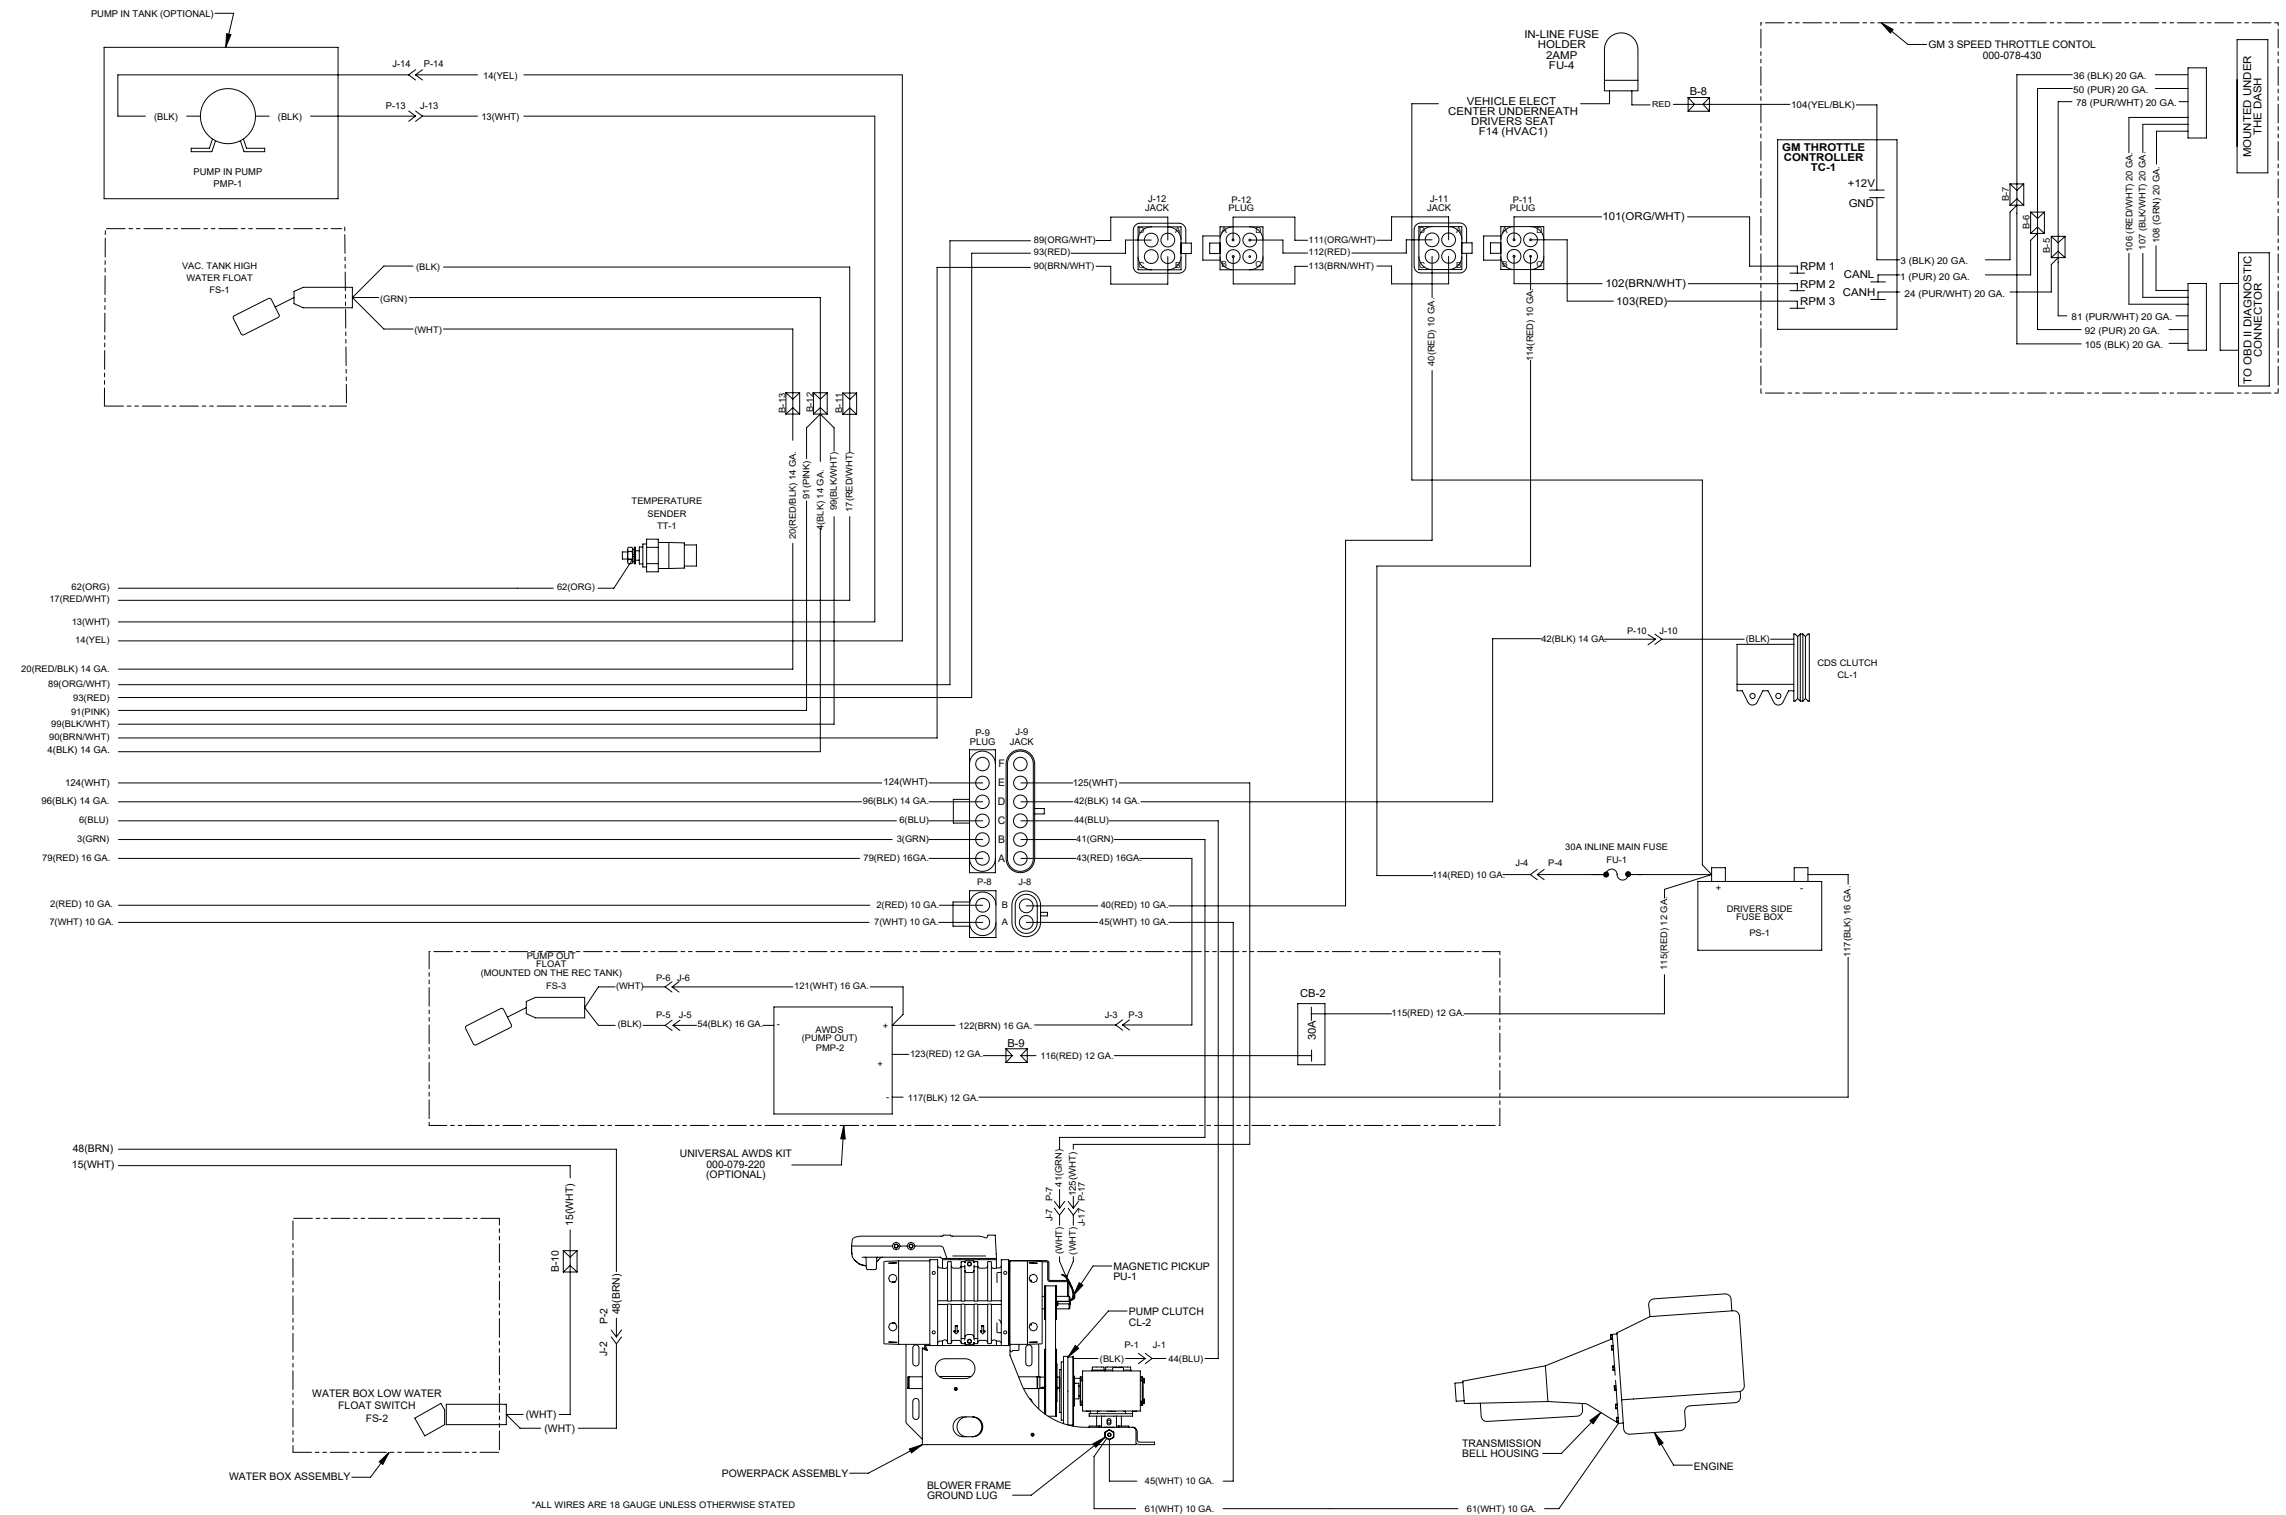 PUMP IN TANK (OPTIONAL)
J-14 P-14
14(YEL)
P-13 J-13
13(WHT)
(BLK)
(BLK)
PUMP IN PUMP
PMP-1
VAC. TANK HIGH
WATER FLOAT
FS-1
(BLK)
(GRN)
(WHT)
B-13
B-12
B-11
20(RED/BLK) 14 GA.
91(PINK)
4(BLK) 14 GA.
99(BLK/WHT)
17(RED/WHT)
TEMPERATURE
SENDER
TT-1
62(ORG)
62(ORG)
17(RED/WHT)
13(WHT)
14(YEL)
20(RED/BLK) 14 GA.
89(ORG/WHT)
93(RED)
91(PINK)
99(BLK/WHT)
90(BRN/WHT)
4(BLK) 14 GA.
124(WHT)
96(BLK) 14 GA.
6(BLU)
3(GRN)
79(RED) 16 GA.
2(RED) 10 GA.
7(WHT) 10 GA.
IN-LINE FUSE
HOLDER
2AMP
FU-4
VEHICLE ELECT
CENTER UNDERNEATH
DRIVERS SEAT
F14 (HVAC1)
RED
B-8
104(YEL/BLK)
GM 3 SPEED THROTTLE CONTOL
000-078-430
GM THROTTLE
CONTROLLER
TC-1
+12V
GND
RPM 1
RPM 2
RPM 3
CANL
CANH
3 (BLK) 20 GA.
1 (PUR) 20 GA.
24 (PUR/WHT) 20 GA.
B-7
B-6
B-5
36 (BLK) 20 GA.
50 (PUR) 20 GA.
78 (PUR/WHT) 20 GA.
106 (RED/WHT) 20 GA.
107 (BLK/WHT) 20 GA.
108 (GRN) 20 GA.
81 (PUR/WHT) 20 GA.
92 (PUR) 20 GA.
105 (BLK) 20 GA.
MOUNTED UNDER
THE DASH
TO OBD II DIAGNOSTIC
CONNECTOR
89(ORG/WHT)
93(RED)
90(BRN/WHT)
J-12
JACK
D A
C B
P-12
PLUG
A D
B C
111(ORG/WHT)
112(RED)
113(BRN/WHT)
J-11
JACK
D A
C B
P-11
PLUG
A D
B C
101(ORG/WHT)
102(BRN/WHT)
103(RED)
40(RED) 10 GA.
114(RED) 10 GA.
42(BLK) 14 GA.
P-10 J-10
(BLK)
CDS CLUTCH
CL-1
P-9
PLUG
J-9
JACK
F
124(WHT)
E
125(WHT)
96(BLK) 14 GA.
D
42(BLK) 14 GA.
6(BLU)
C
44(BLU)
3(GRN)
B
41(GRN)
79(RED) 16GA.
A
43(RED) 16GA.
P-8
J-8
2(RED) 10 GA.
B
40(RED) 10 GA.
7(WHT) 10 GA.
A
45(WHT) 10 GA.
114(RED) 10 GA.
J-4 P-4
30A INLINE MAIN FUSE
FU-1
+
-
DRIVERS SIDE
FUSE BOX
PS-1
115(RED) 12 GA.
117(BLK) 16 GA.
PUMP OUT
FLOAT
(MOUNTED ON THE REC TANK)
FS-3
(WHT)
P-6 J-6
121(WHT) 16 GA.
(BLK)
P-5 J-5
54(BLK) 16 GA.
-
+
AWDS
(PUMP OUT)
PMP-2
+
-
122(BRN) 16 GA.
J-3 P-3
123(RED) 12 GA.
B-9
116(RED) 12 GA.
CB-2
30A
115(RED) 12 GA.
117(BLK) 12 GA.
UNIVERSAL AWDS KIT
000-079-220
(OPTIONAL)
48(BRN)
15(WHT)
15(WHT)
B-10
48(BRN)
P-2
J-2
WATER BOX LOW WATER
FLOAT SWITCH
FS-2
(WHT)
(WHT)
WATER BOX ASSEMBLY
41(GRN)
125(WHT)
P-7
J-7
P-17
J-17
(WHT)
(WHT)
MAGNETIC PICKUP
PU-1
PUMP CLUTCH
CL-2
(BLK)
P-1 J-1
44(BLU)
POWERPACK ASSEMBLY
BLOWER FRAME
GROUND LUG
45(WHT) 10 GA.
61(WHT) 10 GA.
61(WHT) 10 GA.
TRANSMISSION
BELL HOUSING
ENGINE
*ALL WIRES ARE 18 GAUGE UNLESS OTHERWISE STATED